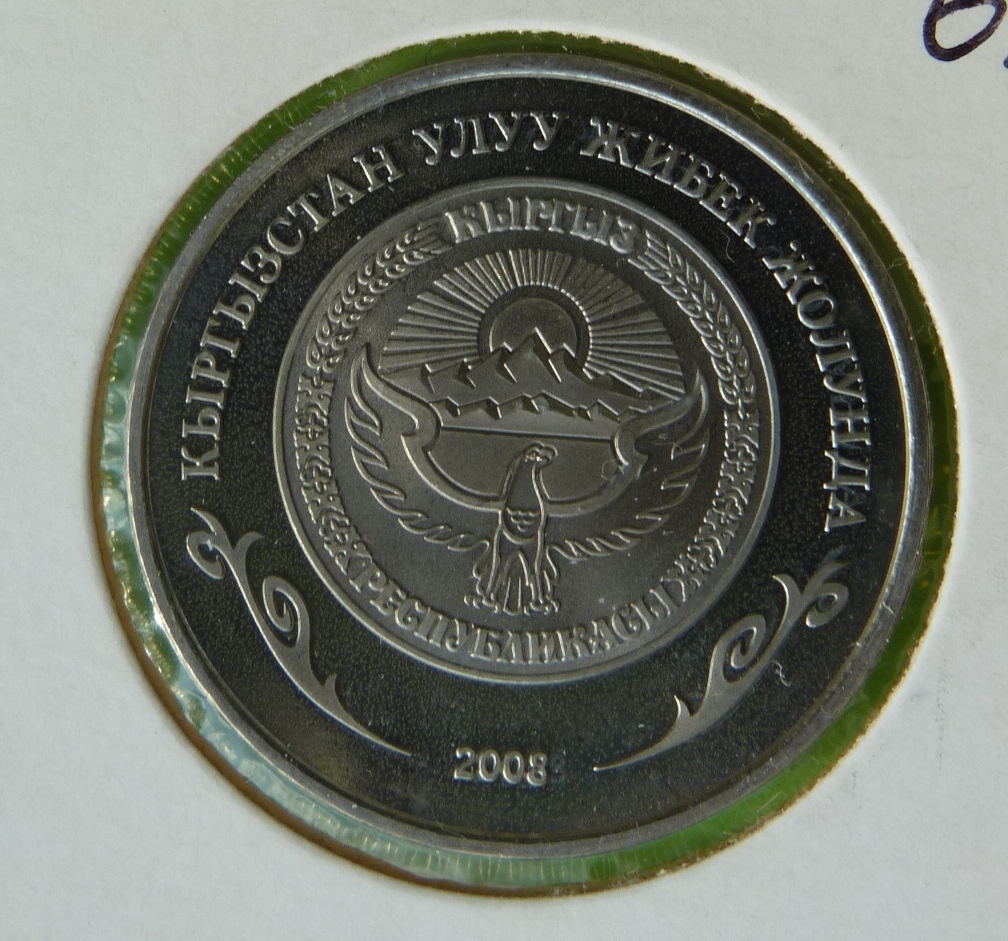 КЫРГЫЗСТАН УЛУУ ЖИБЕК ЖОЛУНДА
КЫРГЫЗ
РЕСПУБЛИКАСЫ
2008